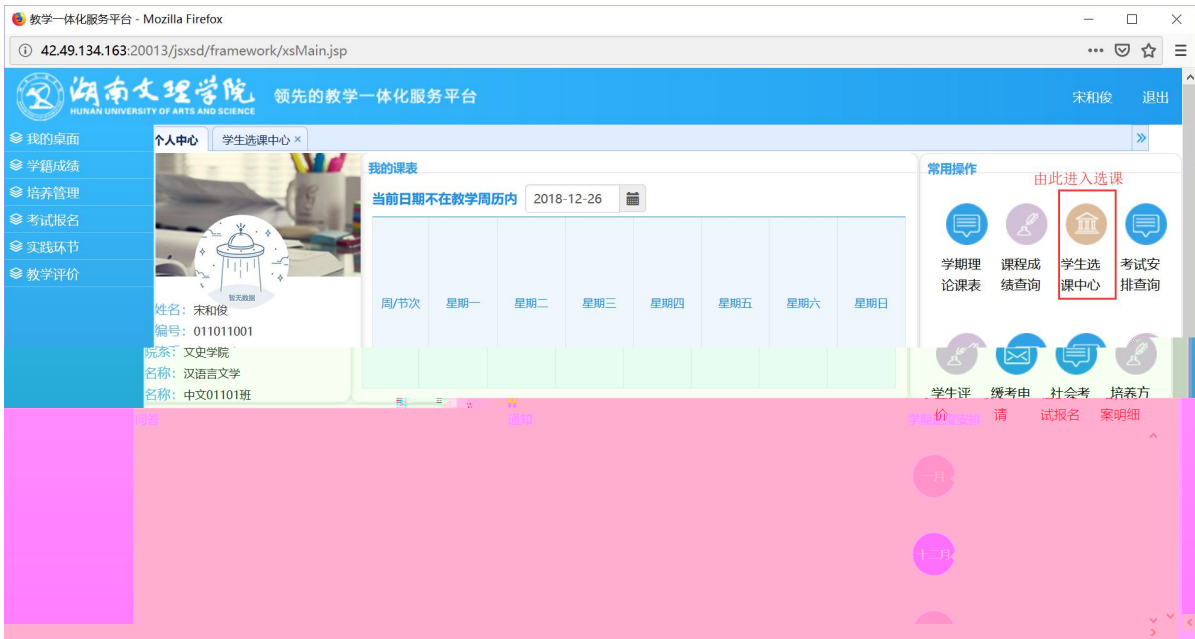 教学一体化服务平台 - Mozilla Firefox
42.49.134.163:20013/jsxsd/framework/xsMain.jsp
湖南文理学院
HUNAN UNIVERSITY OF ARTS AND SCIENCE
领先的教学一体化服务平台
宋和俊 退出
我的桌面
学籍成绩
培养管理
考试报名
实践环节
教学评价
个人中心 学生选课中心 ×
暂无数据
姓名：宋和俊
编号：011011001
院系：文史学院
名称：汉语言文学
名称：中文01101班
我的课表
当前日期不在教学周历内 2018-12-26
周/节次 星期一 星期二 星期三 星期四 星期五 星期六 星期日
常用操作
由此进入选课
学期理论课表
课程成绩查询
学生选课中心
考试安排查询
学生评价
缓考申请
社会考试报名
培养方案明细
问答
通知
一月
十二月